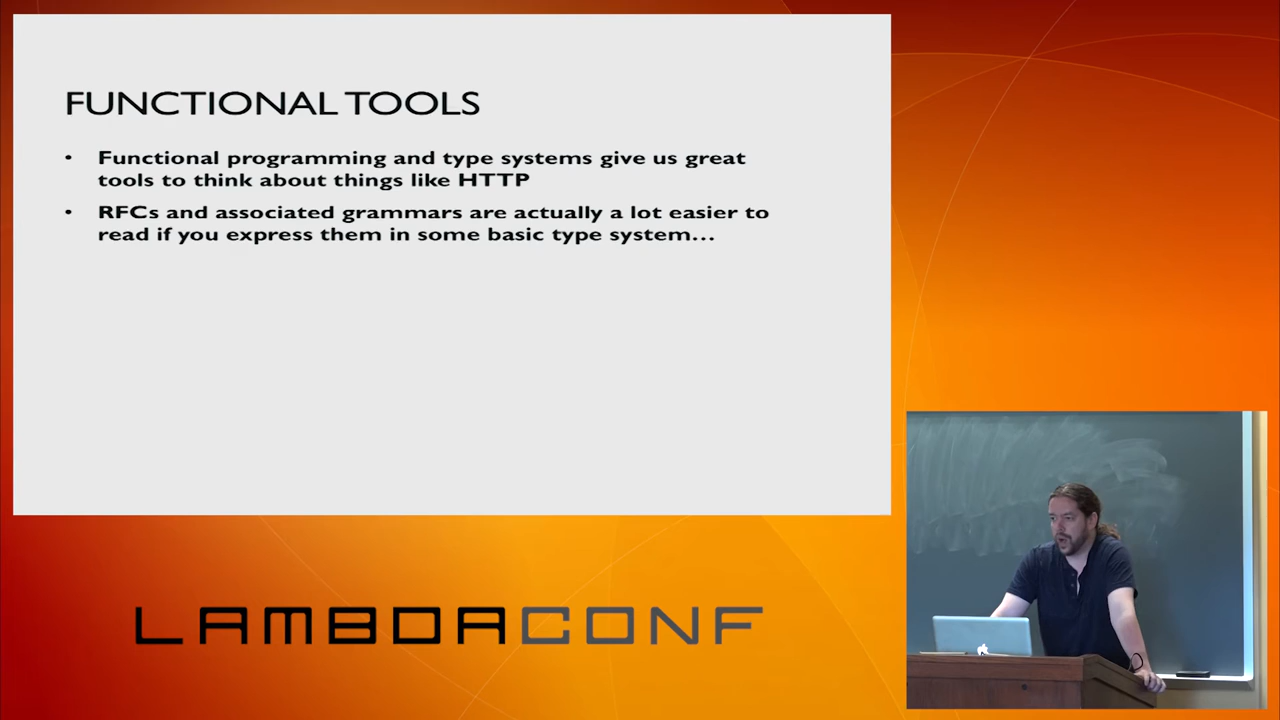 FUNCTIONAL TOOLS
• Functional programming and type systems give us great
tools to think about things like HTTP
• RFCs and associated grammars are actually a lot easier to
read if you express them in some basic type system…
LAMBDACONF